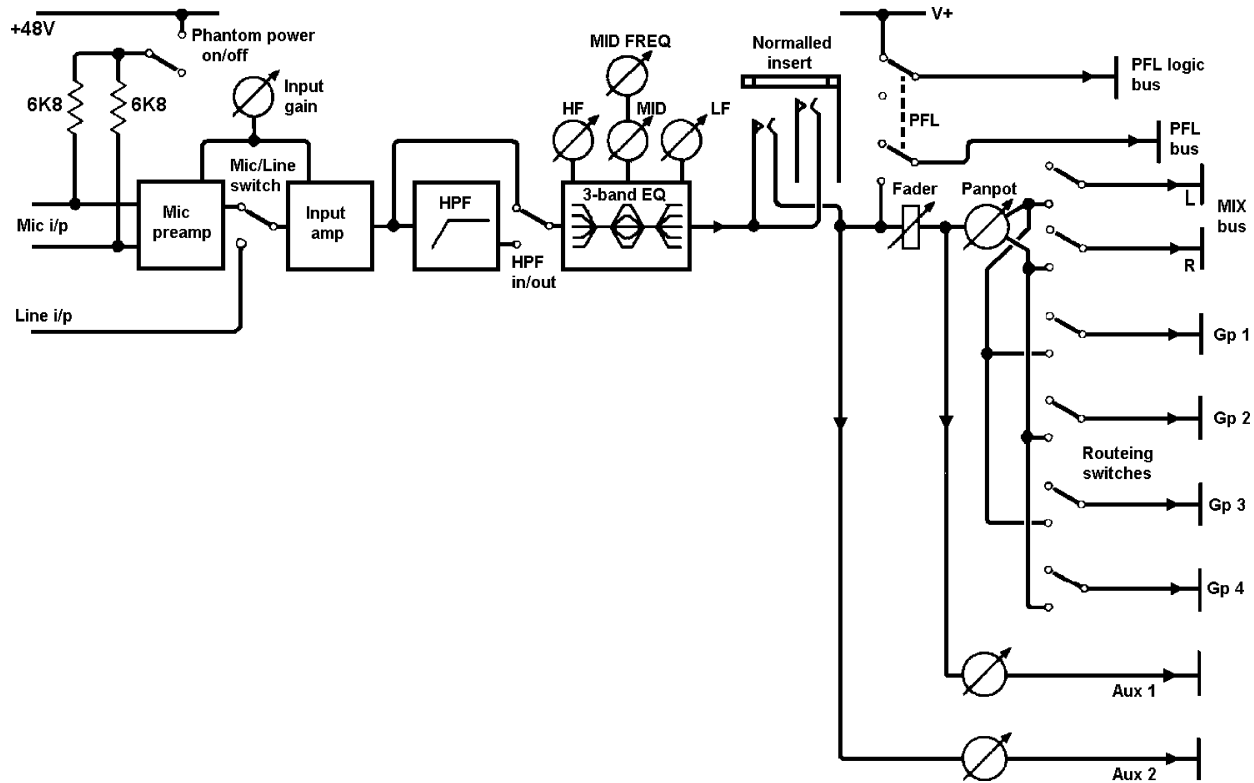 +48V
Phantom power
on/off
6K8
6K8
Input
gain
MID FREQ
HF
MID
LF
Normalled
insert
V+
PFL logic
bus
PFL
PFL
bus
Mic/Line
switch
Mic i/p
Mic
preamp
Input
amp
HPF
HPF
in/out
3-band EQ
Fader
Panpot
L
MIX
bus
R
Line i/p
Gp 1
Gp 2
Routeing
switches
Gp 3
Gp 4
Aux 1
Aux 2